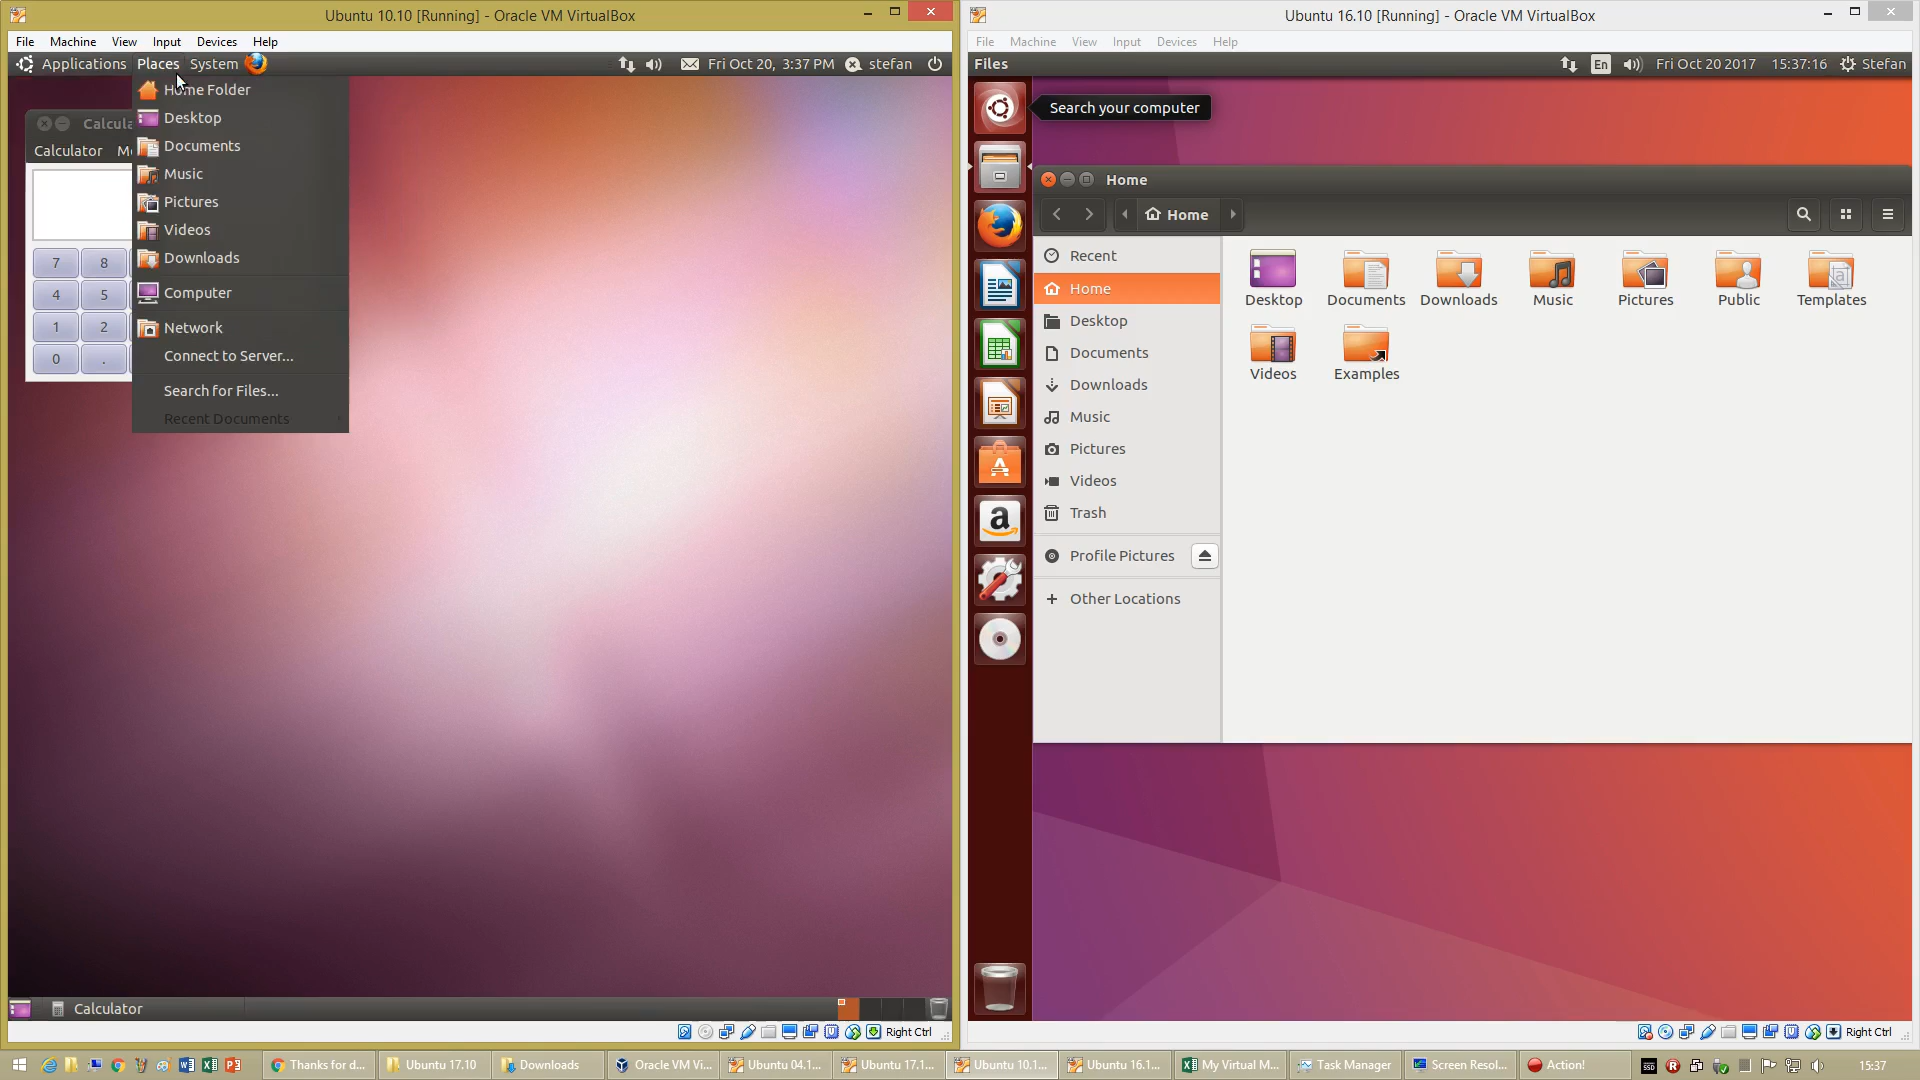 Ubuntu 10.10 [Running] - Oracle VM VirtualBox
File Machine View Input Devices Help
Applications Places System
Fri Oct 20, 3:37 PM stefan
Home Folder
Desktop
Documents
Music
Pictures
Videos
Downloads
Computer
Network
Connect to Server...
Search for Files...
Recent Documents
Calculator
7 8
4 5
1 2
0 .
Calculator
Right Ctrl
Ubuntu 16.10 [Running] - Oracle VM VirtualBox
File Machine View Input Devices Help
Files
En Fri Oct 20 2017 15:37:16 Stefan
Search your computer
Home
Home
Recent
Home
Desktop
Documents
Downloads
Music
Pictures
Videos
Trash
Profile Pictures
Other Locations
Desktop Documents Downloads Music Pictures Public Templates
Videos Examples
Right Ctrl
Thanks for d... Ubuntu 17.10 Downloads Oracle VM Vi... Ubuntu 04.1... Ubuntu 17.1... Ubuntu 10.1... Ubuntu 16.1... My Virtual M... Task Manager Screen Resol... Action! 15:37